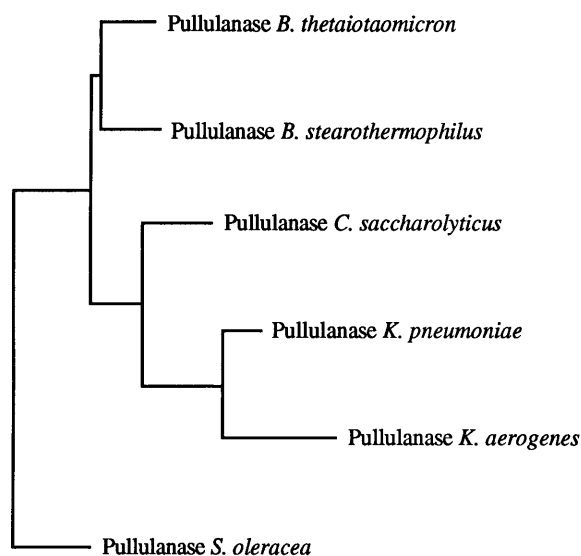 Pullulanase B. thetaiotaomicron
Pullulanase B. stearothermophilus
Pullulanase C. saccharolyticus
Pullulanase K. pneumoniae
Pullulanase K. aerogenes
Pullulanase S. oleracea